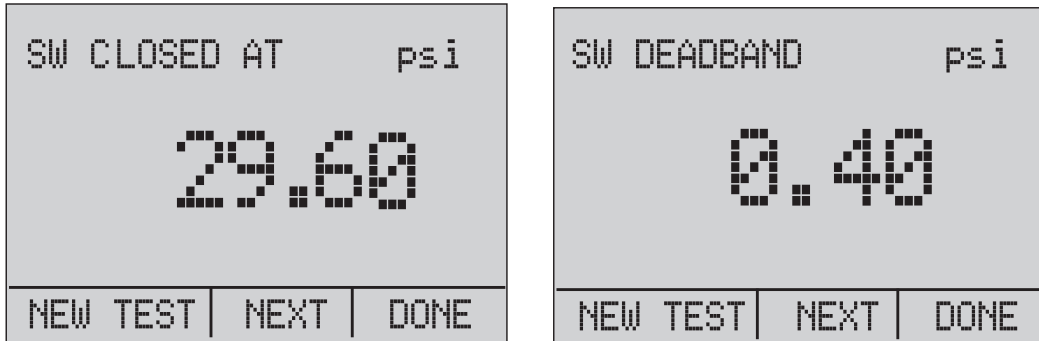 SW CLOSED AT psi
29.60
NEW TEST NEXT DONE
SW DEADBAND psi
0.40
NEW TEST NEXT DONE